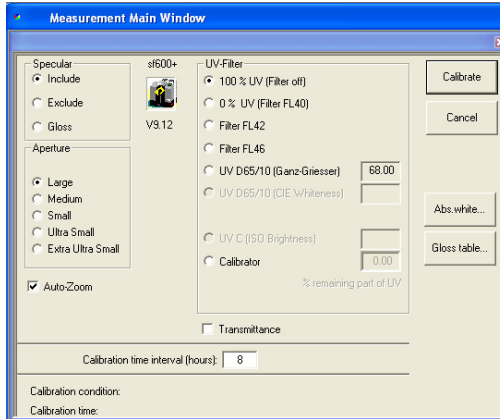 Measurement Main Window
Specular
Include
Exclude
Gloss
sf600+
V9.12
Aperture
Large
Medium
Small
Ultra Small
Extra Ultra Small
Auto-Zoom
UV-Filter
100 % UV (Filter off)
0 % UV (Filter FL40)
Filter FL42
Filter FL46
UV D65/10 (Ganz-Griesser) 68.00
UV D65/10 (CIE Whiteness)
UV C (ISO Brightness)
Calibrator 0.00
% remaining part of UV
Transmittance
Calibrate
Cancel
Abs.white...
Gloss table...
Calibration time interval (hours): 8
Calibration condition:
Calibration time: